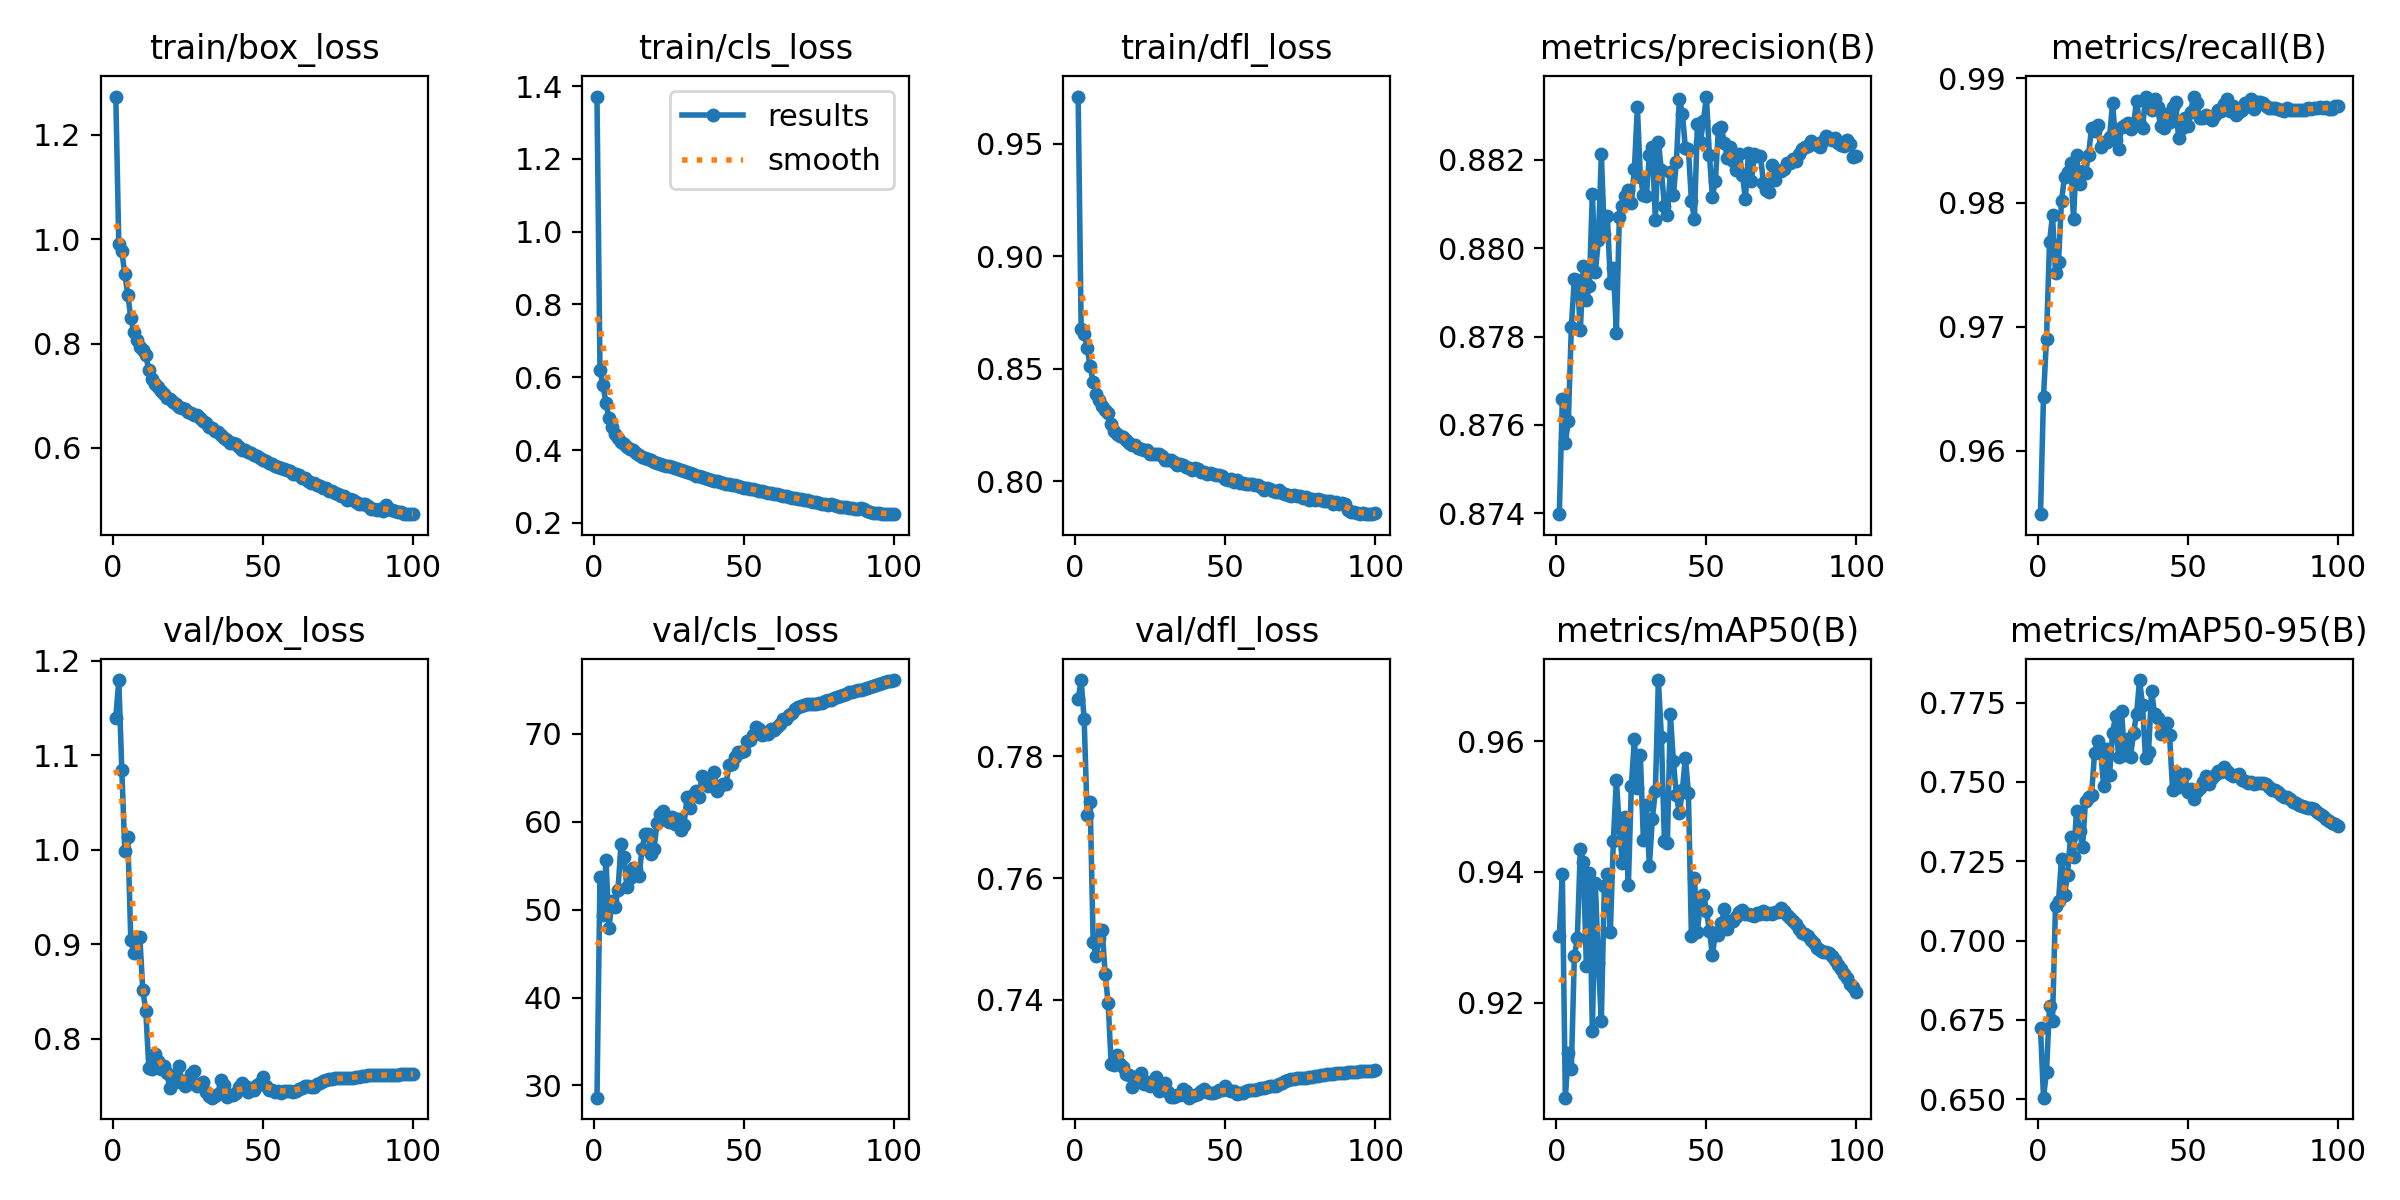 train/box_loss
1.2
1.0
0.8
0.6
0 50 100
train/cls_loss
results
smooth
1.4
1.2
1.0
0.8
0.6
0.4
0.2
0 50 100
train/dfl_loss
0.95
0.90
0.85
0.80
0 50 100
metrics/precision(B)
0.882
0.880
0.878
0.876
0.874
0 50 100
metrics/recall(B)
0.99
0.98
0.97
0.96
0 50 100
val/box_loss
1.2
1.1
1.0
0.9
0.8
0 50 100
val/cls_loss
70
60
50
40
30
0 50 100
val/dfl_loss
0.78
0.76
0.74
0 50 100
metrics/mAP50(B)
0.96
0.94
0.92
0 50 100
metrics/mAP50-95(B)
0.775
0.750
0.725
0.700
0.675
0.650
0 50 100